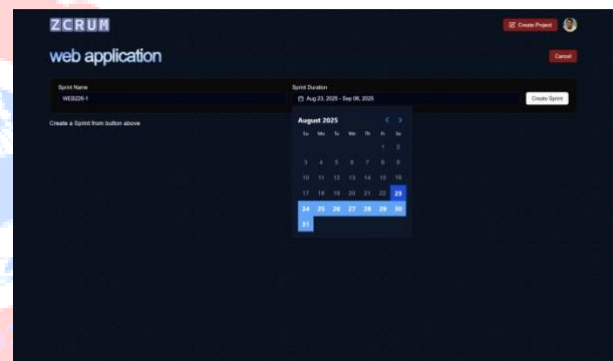 ZCRUM
Create Project
web application
Cancel
Sprint Name
Sprint Duration
WEBZ09-1
Aug 23, 2025 - Sep 06, 2025
Create Sprint
Create a Sprint from button above
August 2025
Su Mo Tu We Th Fr Sa
1 2
3 4 5 6 7 8 9
10 11 12 13 14 15 16
17 18 19 20 21 22 23
24 25 26 27 28 29 30
31